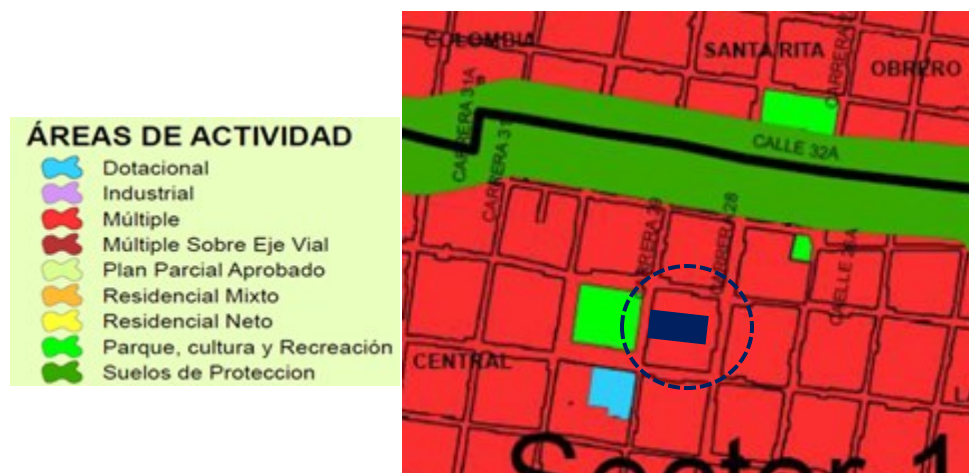 ÁREAS DE ACTIVIDAD
Dotacional
Industrial
Múltiple
Múltiple Sobre Eje Vial
Plan Parcial Aprobado
Residencial Mixto
Residencial Neto
Parque, cultura y Recreación
Suelos de Proteccion
COLOMBIA
SANTA RITA
OBRERO
CARRERA 31A
CARRERA 31
CALLE 32A
CARRERA 29
CARRERA 28
CENTRAL
Sector 1